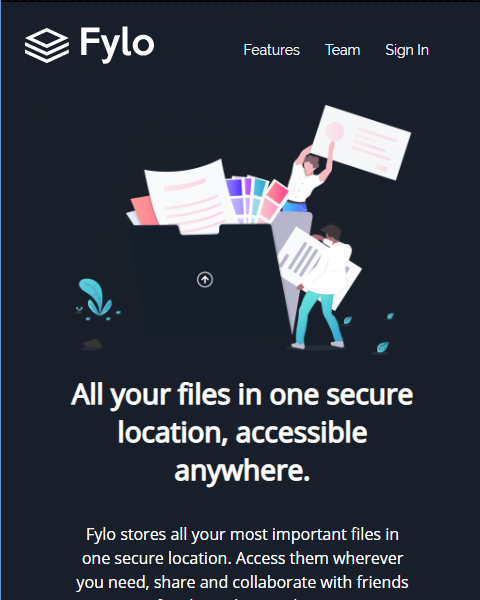 Fylo
Features Team Sign In
All your files in one secure
location, accessible
anywhere.
Fylo stores all your most important files in
one secure location. Access them wherever
you need, share and collaborate with friends